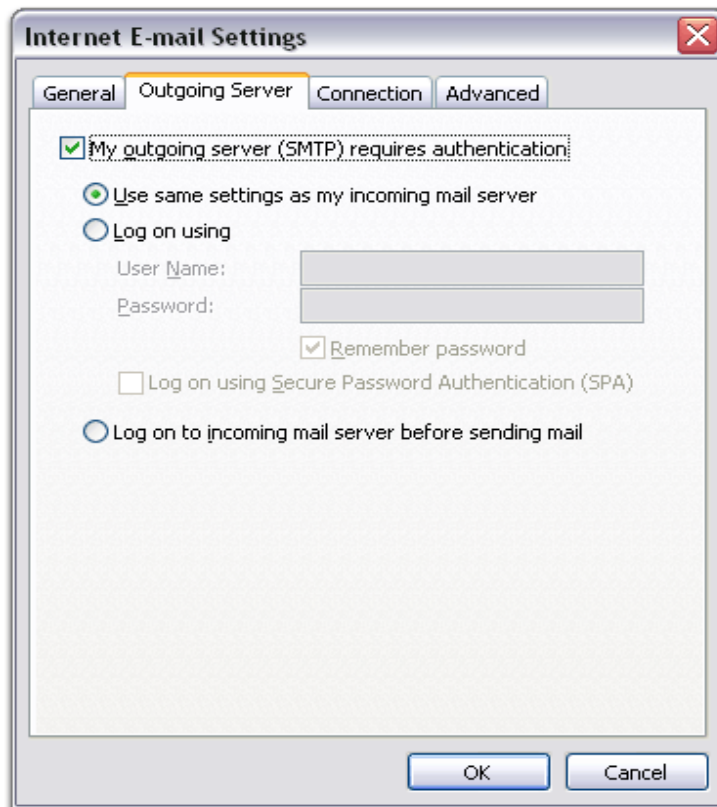 Internet E-mail Settings
General Outgoing Server Connection Advanced
My outgoing server (SMTP) requires authentication
Use same settings as my incoming mail server
Log on using
User Name:
Password:
Remember password
Log on using Secure Password Authentication (SPA)
Log on to incoming mail server before sending mail
OK Cancel